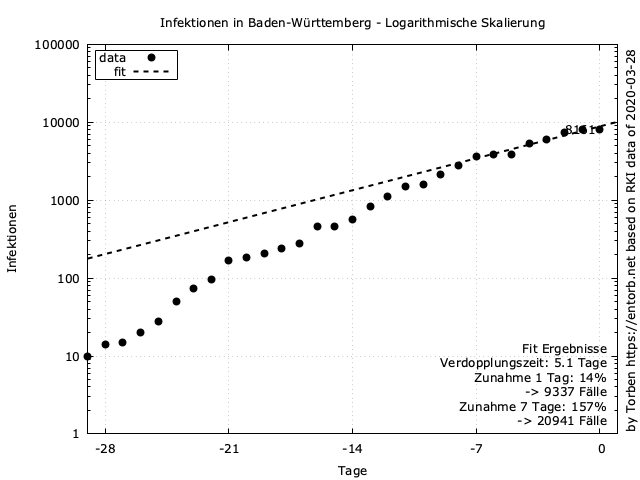 Infektionen in Baden-Württemberg - Logarithmische Skalierung
data
fit
100000
10000
1000
100
10
1
Infektionen
8161
Fit Ergebnisse
Verdopplungszeit: 5.1 Tage
Zunahme 1 Tag: 14%
-> 9337 Fälle
Zunahme 7 Tage: 157%
-> 20941 Fälle
-28
-21
-14
-7
0
Tage
by Torben https://entorb.net based on RKI data of 2020-03-28